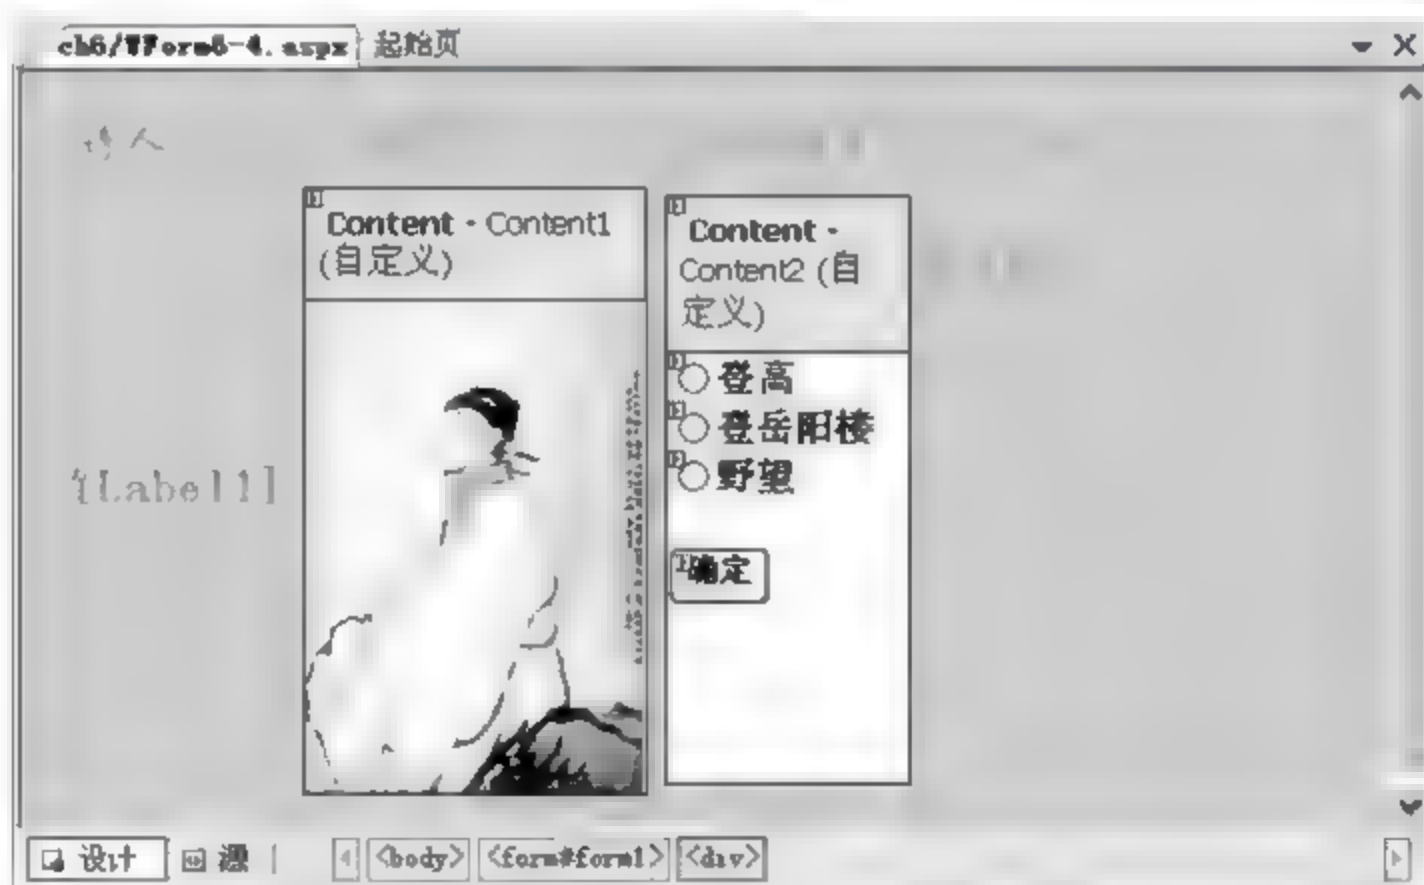 ch6/WForm6-4.aspx 起始页
诗人
Content - Content1
(自定义)
Content -
Content2 (自
定义)
登高
登岳阳楼
野望
[Label1]
确定
设计 源 <body> <form#form1> <div>